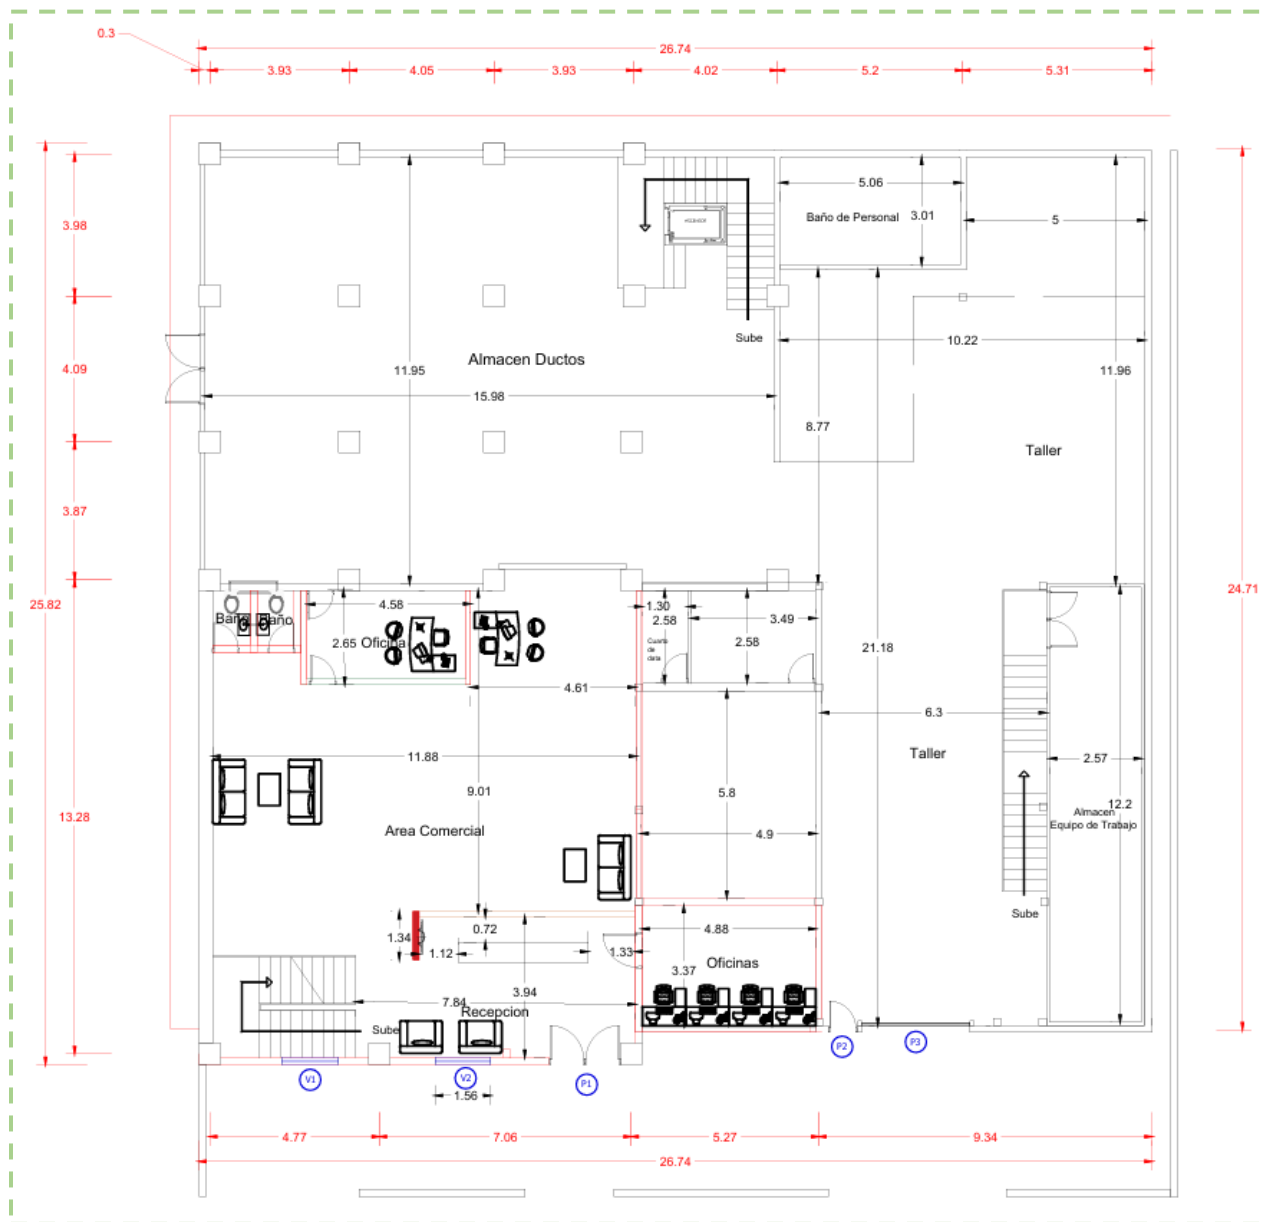 0.3
26.74
3.93
4.05
3.93
4.02
5.2
5.31
5.06
Baño de Personal
3.01
5
3.98
Sube
10.22
Almacen Ductos
4.09
11.95
11.96
15.98
8.77
Taller
3.87
25.82
24.71
4.58
1.30
2.58
3.49
Baño
Baño
2.65
Oficina
Cuarto
de
data
2.58
21.18
4.61
6.3
11.88
Taller
2.57
9.01
5.8
13.28
Area Comercial
4.9
12.2
Almacen
Equipo de Trabajo
Sube
1.34
0.72
4.88
1.12
1.33
Oficinas
3.37
3.94
7.84
Recepcion
Sube
P2
P3
V1
V2
P1
1.56
4.77
7.06
5.27
9.34
26.74